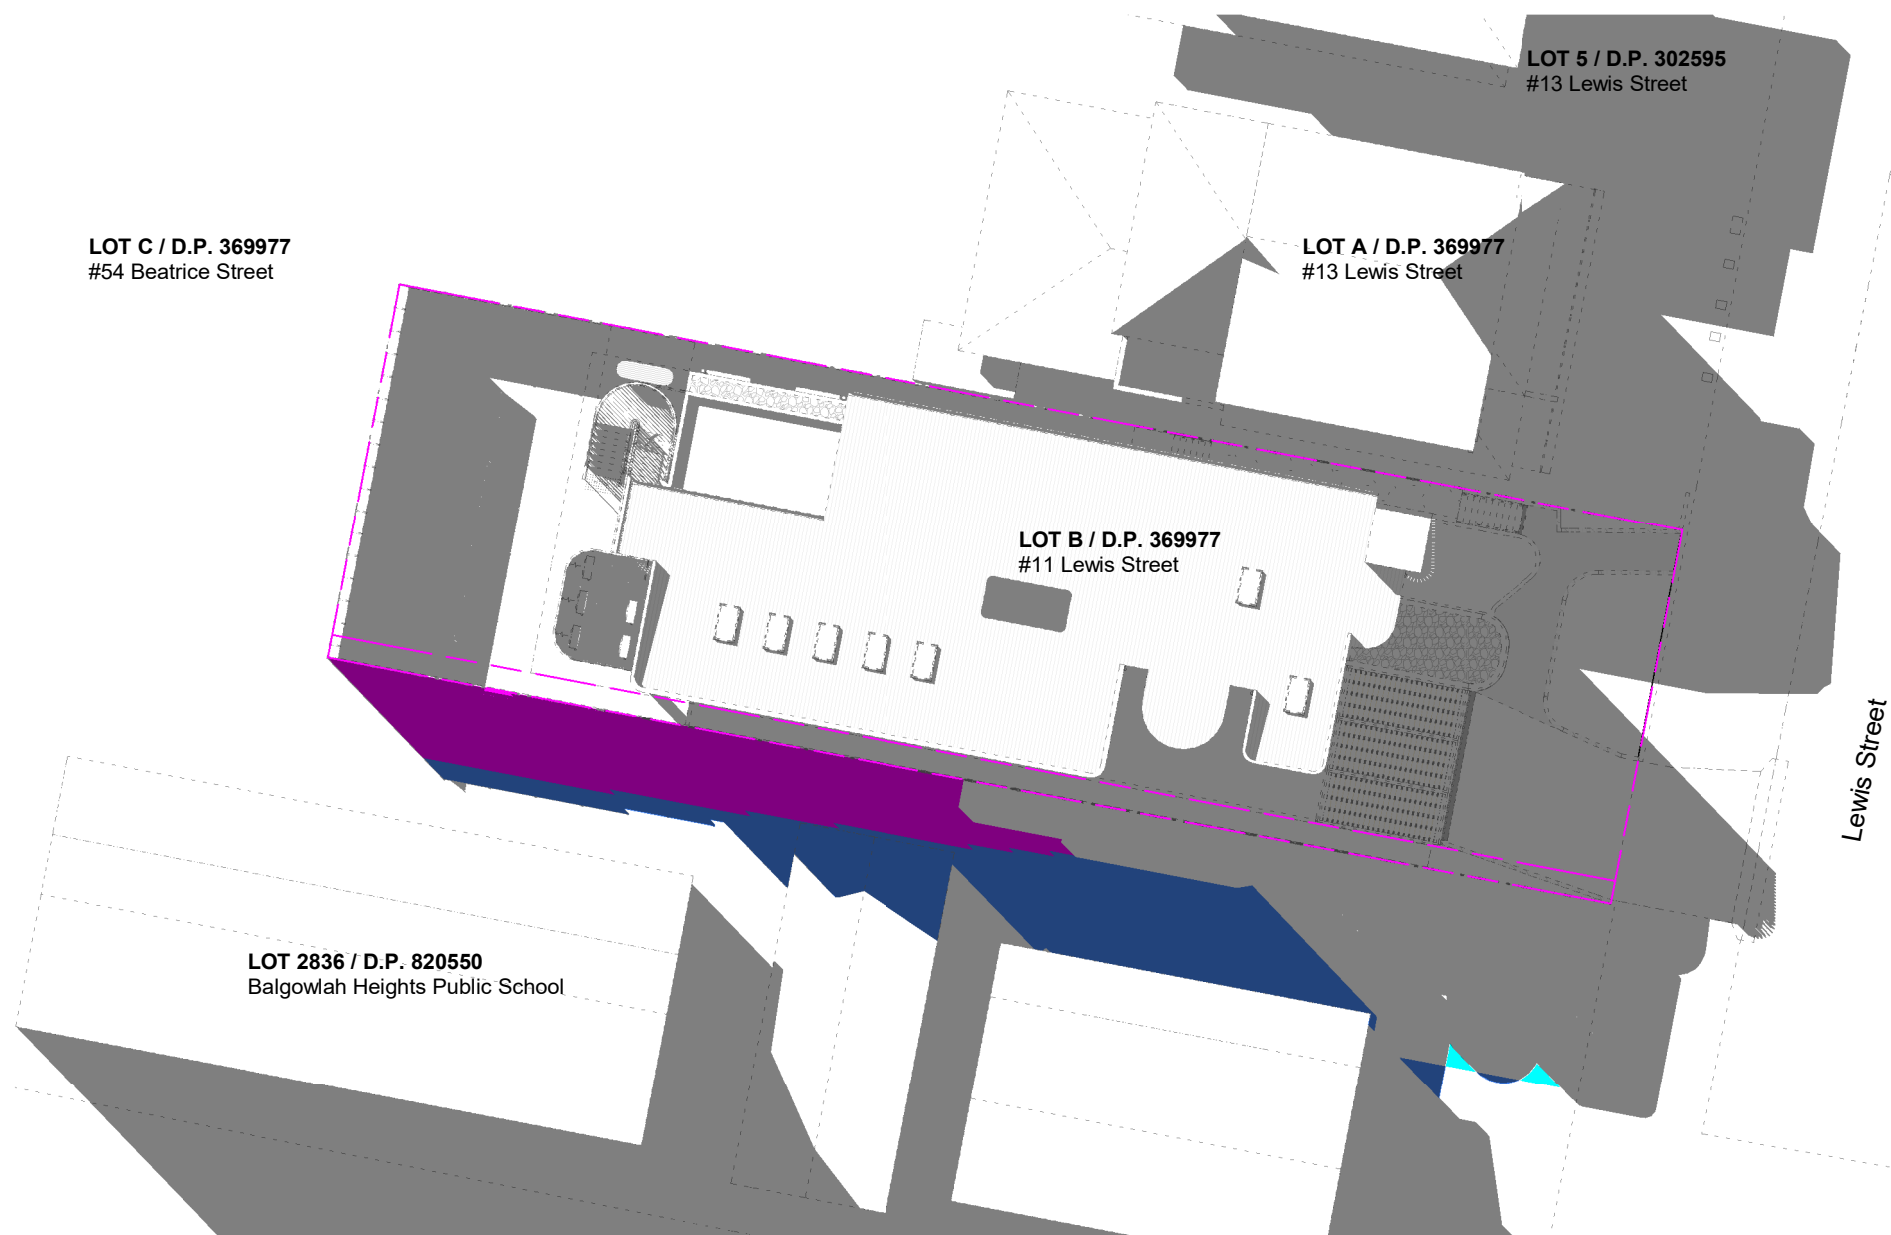 LOT 5 / D.P. 302595
#13 Lewis Street
LOT C / D.P. 369977
#54 Beatrice Street
LOT A / D.P. 369977
#13 Lewis Street
LOT B / D.P. 369977
#11 Lewis Street
Lewis Street
LOT 2836 / D.P. 820550
Balgowlah Heights Public School